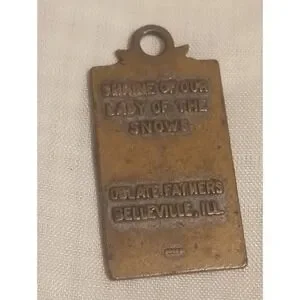 SHRINE OF OUR
LADY OF THE
SNOWS
OBLATE FATHERS
BELLEVILLE, ILL.